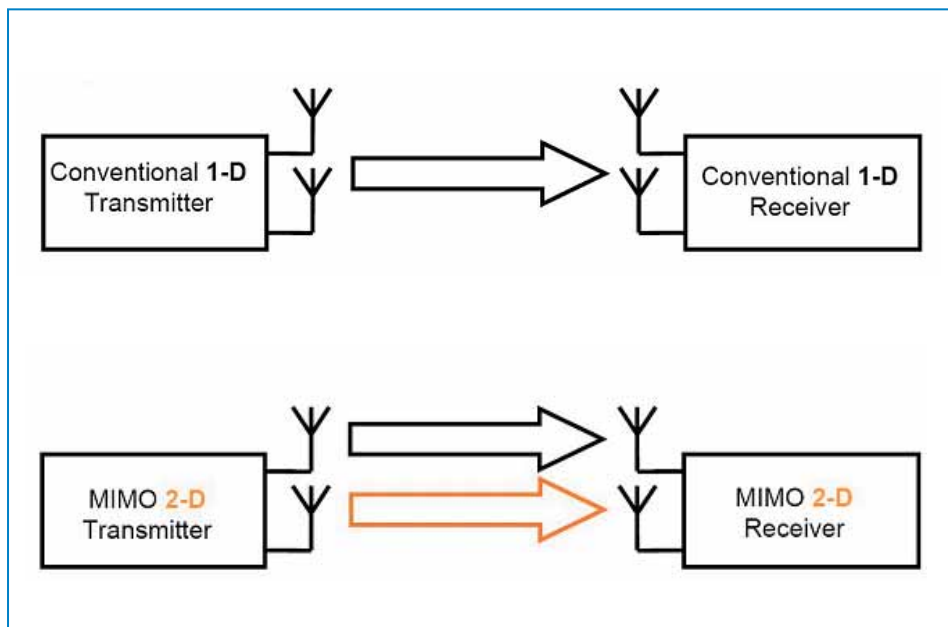 Conventional 1-D
Transmitter
Conventional 1-D
Receiver
MIMO 2-D
Transmitter
MIMO 2-D
Receiver